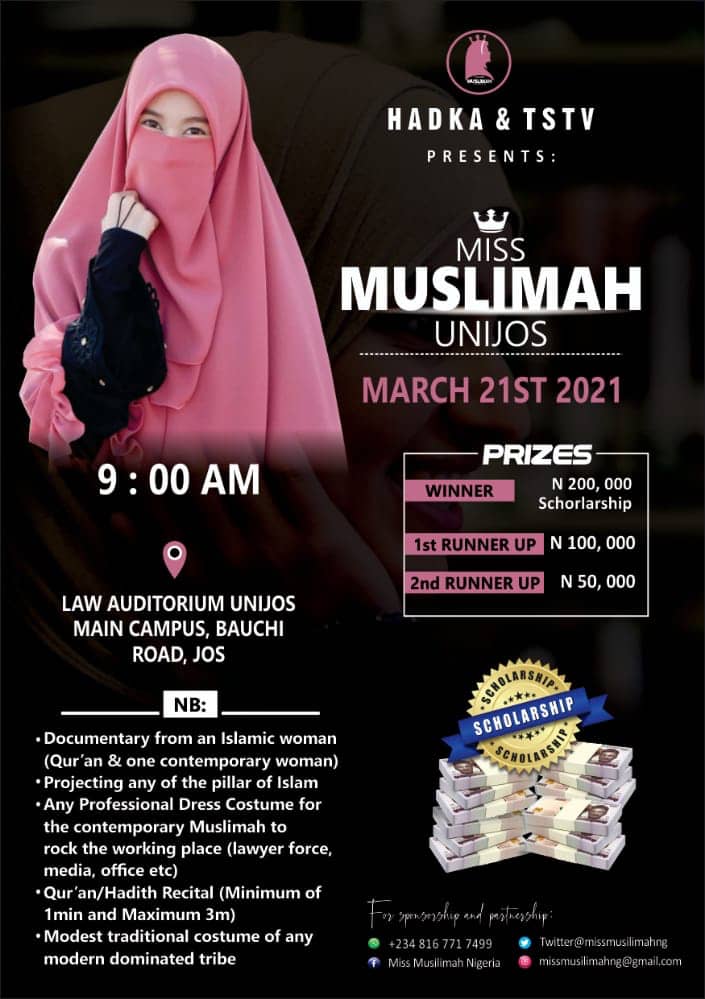 MUSLIMAH
HADKA & TSTV
PRESENTS:
MISS
MUSLIMAH
UNIJOS
MARCH 21ST 2021
9 : 00 AM
PRIZES
WINNER N 200, 000
Schorlarship
1st RUNNER UP N 100, 000
2nd RUNNER UP N 50, 000
LAW AUDITORIUM UNIJOS
MAIN CAMPUS, BAUCHI
ROAD, JOS
NB:
• Documentary from an Islamic woman
(Qur'an & one contemporary woman)
• Projecting any of the pillar of Islam
• Any Professional Dress Costume for
the contemporary Muslimah to
rock the working place (lawyer force,
media, office etc)
• Qur'an/Hadith Recital (Minimum of
1min and Maximum 3m)
• Modest traditional costume of any
modern dominated tribe
SCHOLARSHIP
SCHOLARSHIP
SCHOLARSHIP
For sponsorship and partnership:
+234 816 771 7499
Twitter@missmusilimahng
Miss Musilimah Nigeria
missmusilimahng@gmail.com